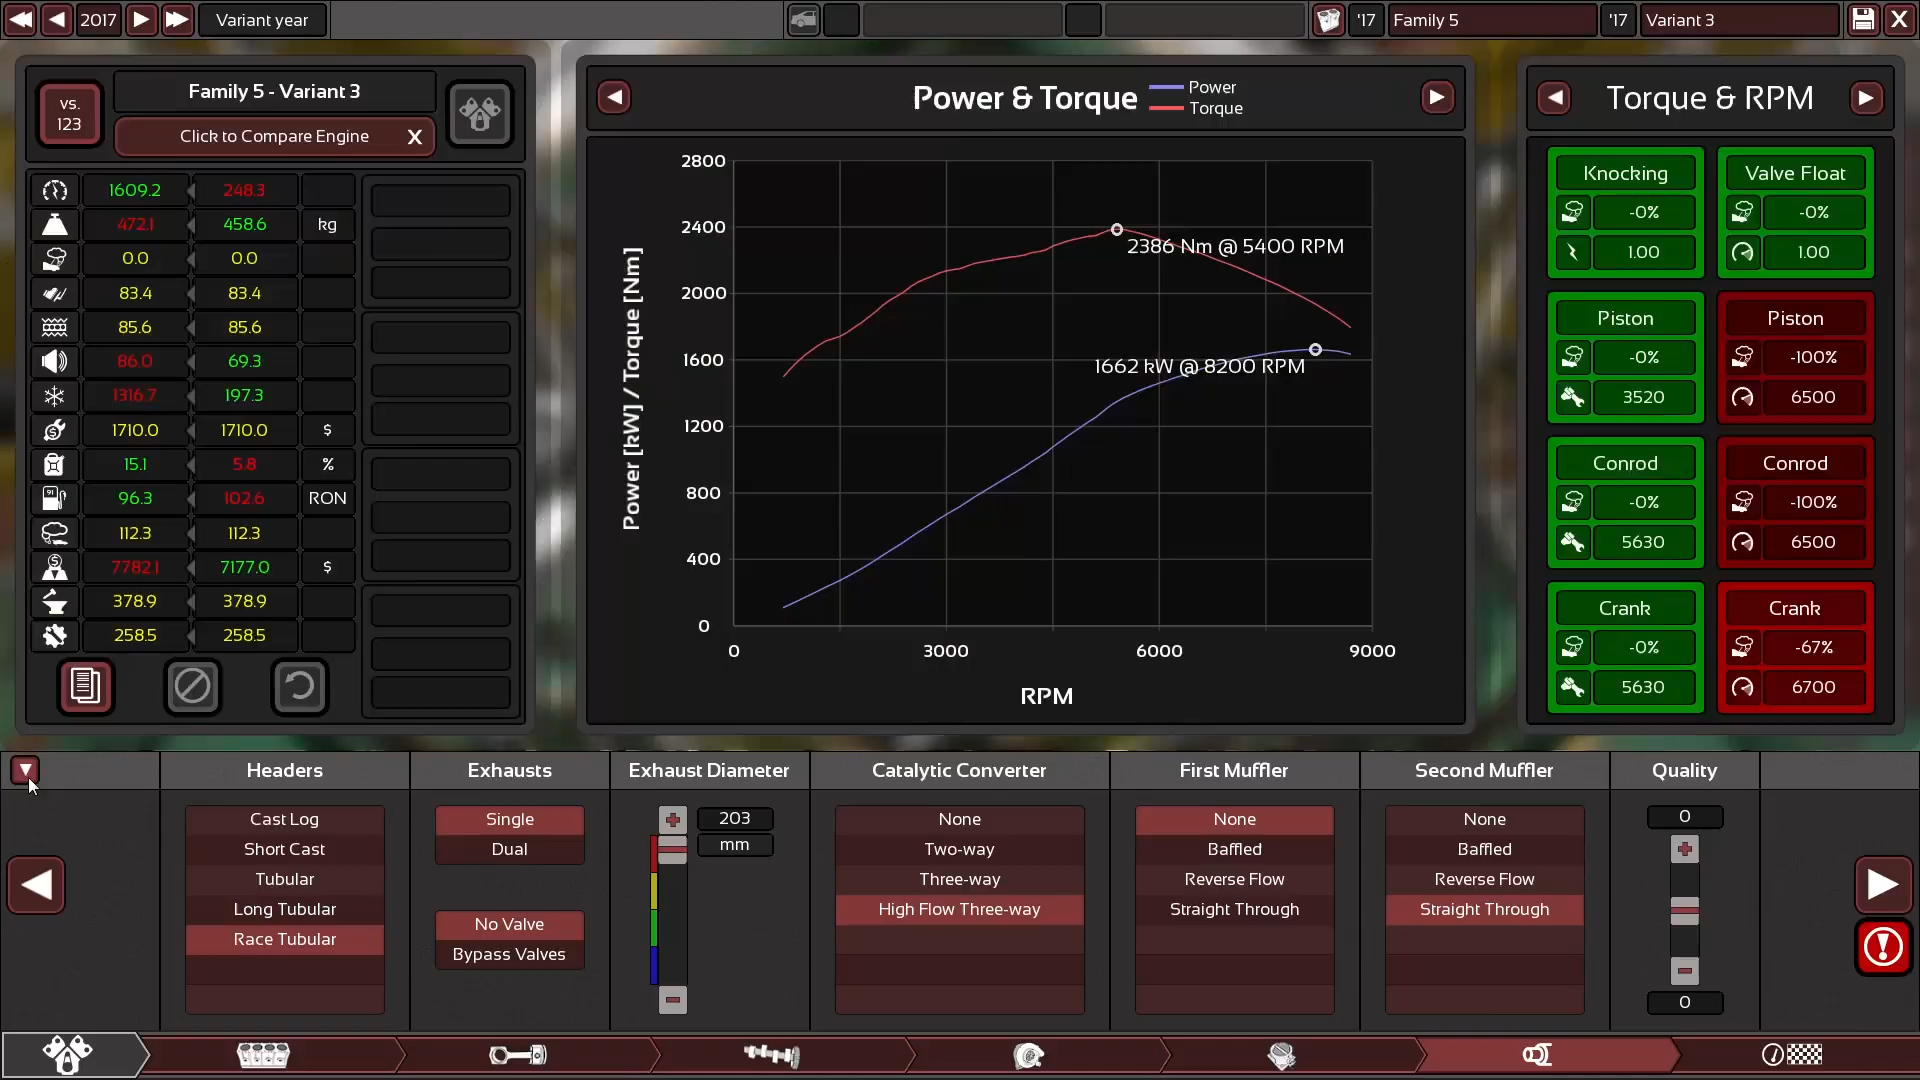 2017
Variant year
'17
Family 5
'17
Variant 3
vs.
123
Family 5 - Variant 3
Click to Compare Engine
X
1609.2
248.3
472.1
458.6
kg
0.0
0.0
83.4
83.4
85.6
85.6
86.0
69.3
1316.7
197.3
1710.0
1710.0
$
15.1
5.8
%
96.3
102.6
RON
112.3
112.3
7782.1
7177.0
$
378.9
378.9
258.5
258.5
Power & Torque
Power
Torque
2800
2400
2000
1600
1200
800
400
0
0
3000
6000
9000
Power [kW] / Torque [Nm]
RPM
2386 Nm @ 5400 RPM
1662 kW @ 8200 RPM
Torque & RPM
Knocking
-0%
1.00
Valve Float
-0%
1.00
Piston
-0%
3520
Piston
-100%
6500
Conrod
-0%
5630
Conrod
-100%
6500
Crank
-0%
5630
Crank
-67%
6700
Headers
Cast Log
Short Cast
Tubular
Long Tubular
Race Tubular
Exhausts
Single
Dual
No Valve
Bypass Valves
Exhaust Diameter
203
mm
Catalytic Converter
None
Two-way
Three-way
High Flow Three-way
First Muffler
None
Baffled
Reverse Flow
Straight Through
Second Muffler
None
Baffled
Reverse Flow
Straight Through
Quality
0
0